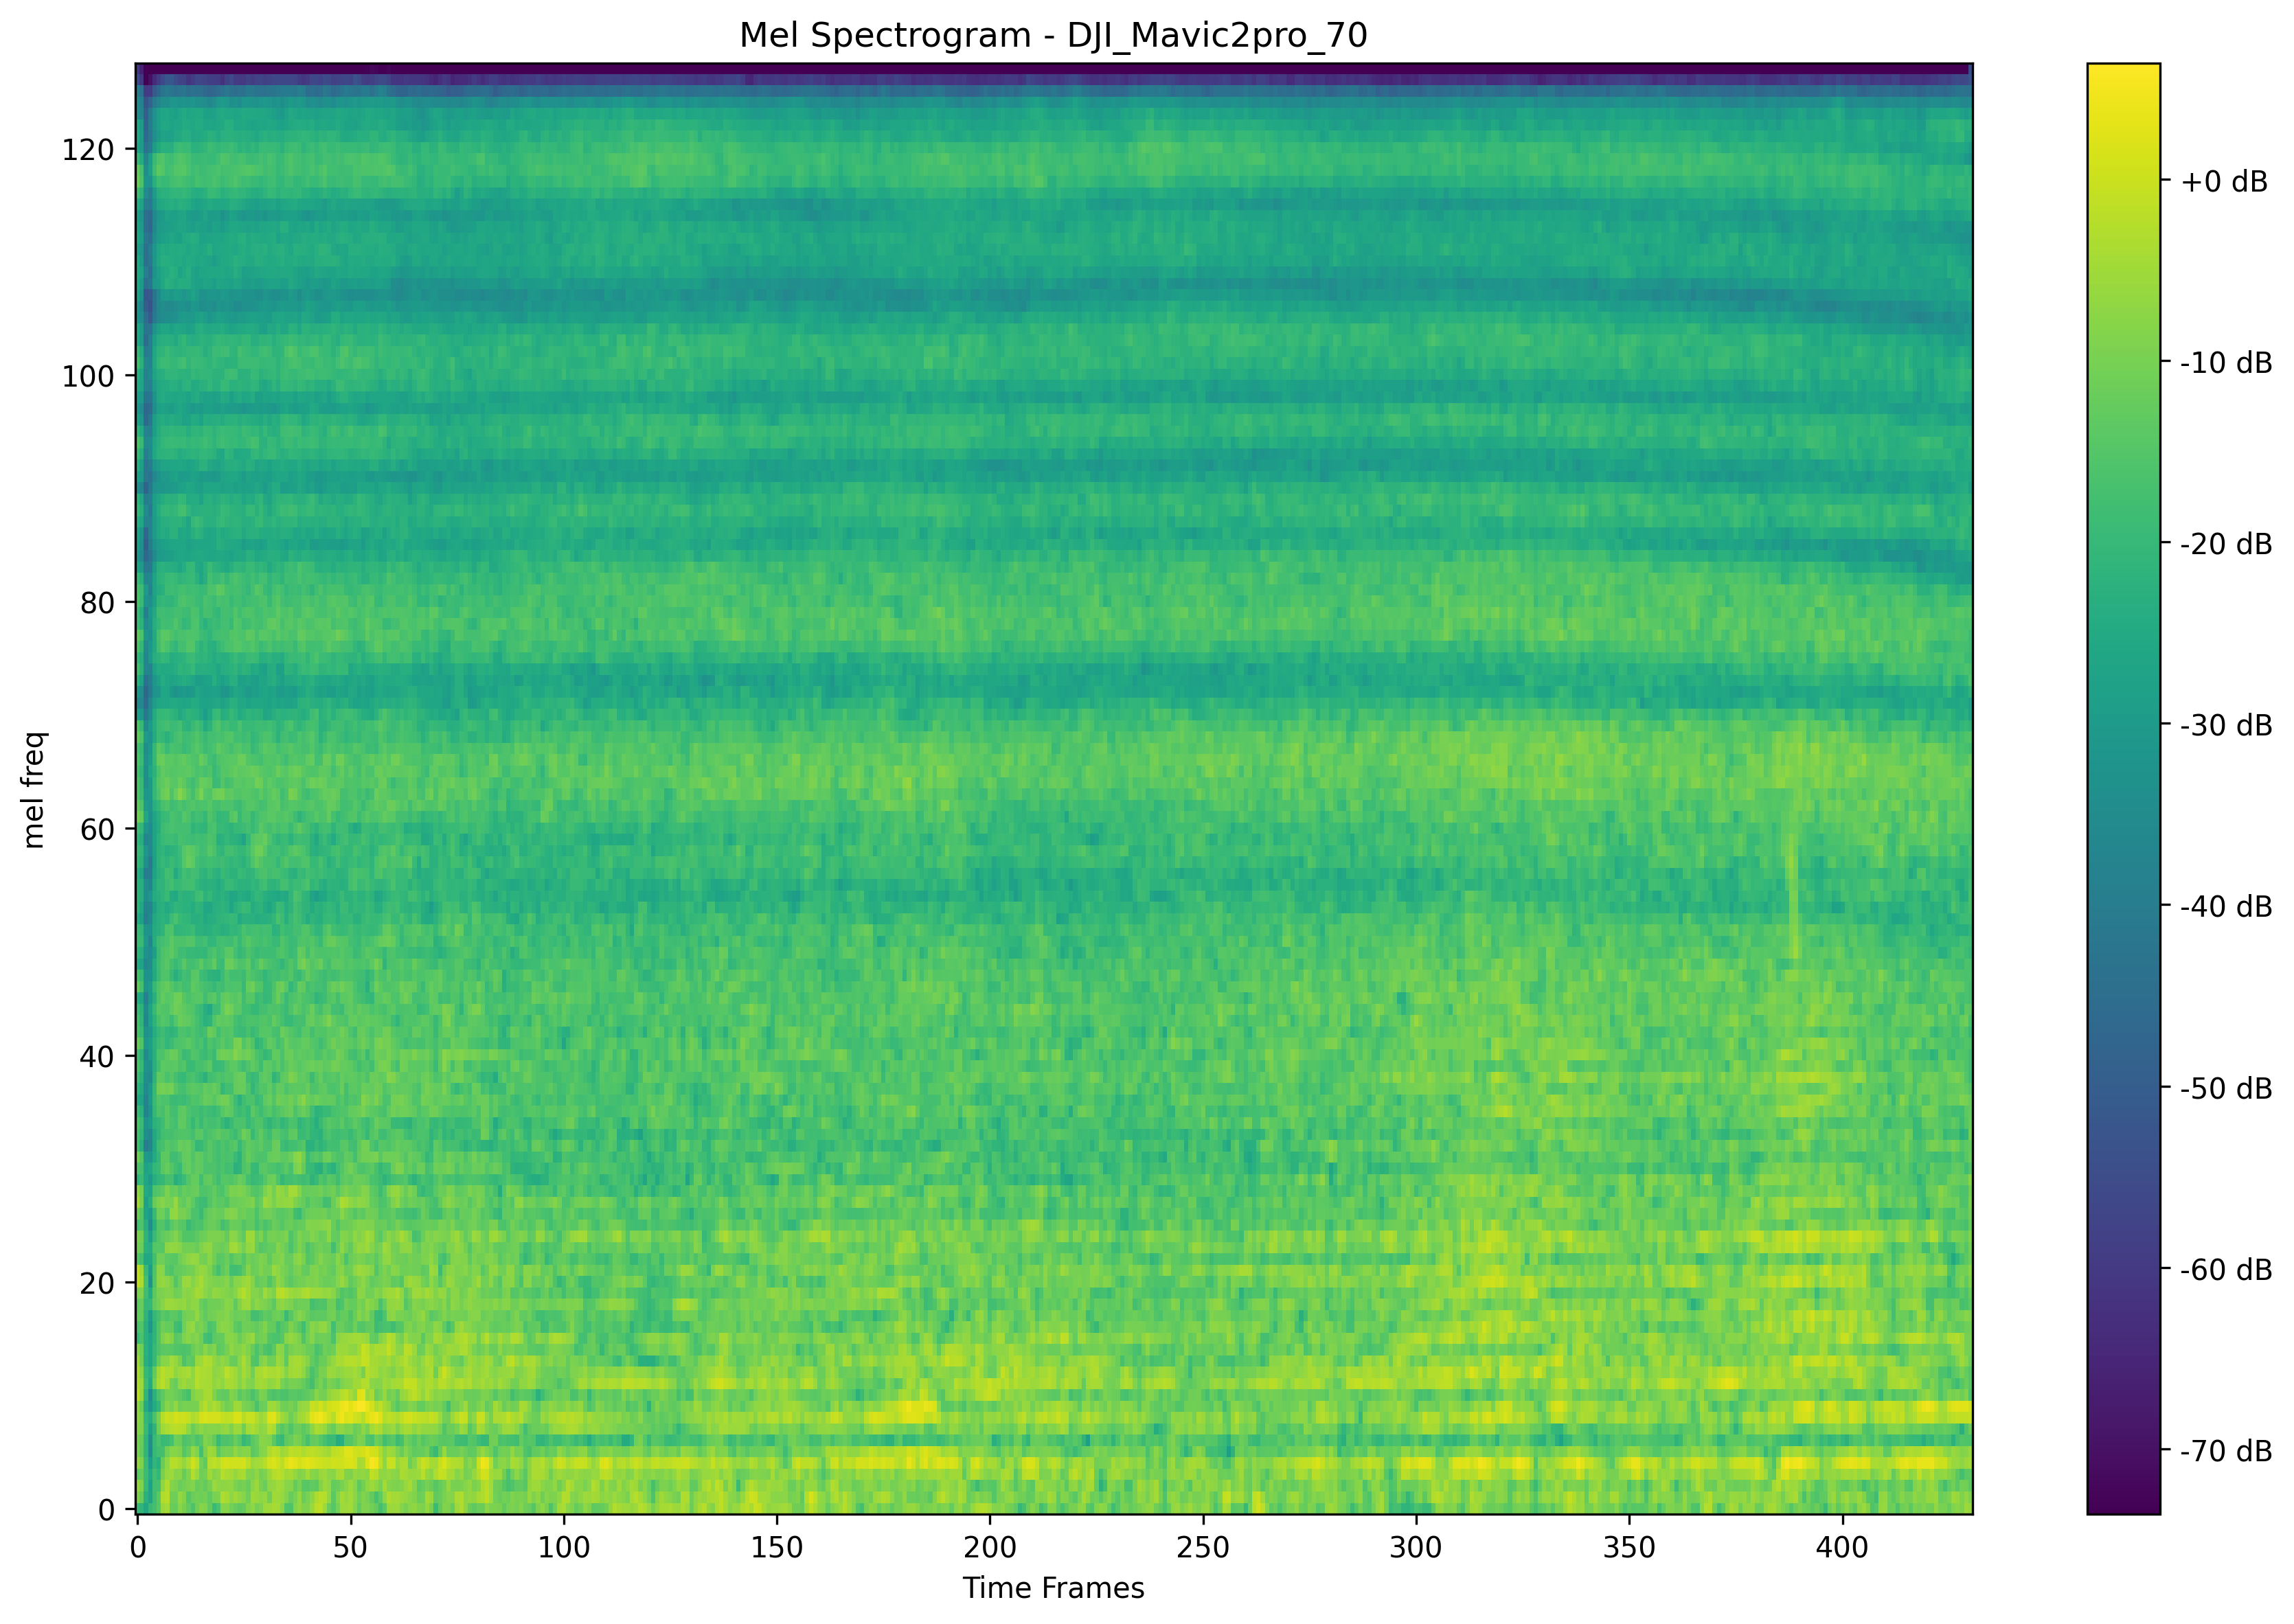 Mel Spectrogram - DJI_Mavic2pro_70
mel freq
120
100
80
60
40
20
0
0 50 100 150 200 250 300 350 400
Time Frames
+0 dB
-10 dB
-20 dB
-30 dB
-40 dB
-50 dB
-60 dB
-70 dB